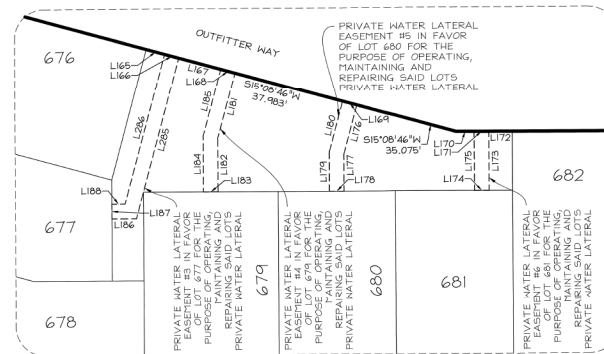 OUTFITTER WAY
PRIVATE WATER LATERAL
EASEMENT #5 IN FAVOR
OF LOT 680 FOR THE
PURPOSE OF OPERATING,
MAINTAINING AND
REPAIRING SAID LOTS
PRIVATE WATER LATERAL
676
L165
L166
L167
L168
S15°08'46"W
37.983'
L169
S15°08'46"W
35.075'
L170
L171
L172
L286
L285
L185
L181
L180
L176
L184
L182
L183
L179
L177
L178
L175
L173
L174
682
L188
L187
L186
677
678
PRIVATE WATER LATERAL
EASEMENT #3 IN FAVOR
OF LOT 677 FOR THE
PURPOSE OF OPERATING,
MAINTAINING AND
REPAIRING SAID LOTS
PRIVATE WATER LATERAL
679
PRIVATE WATER LATERAL
EASEMENT #4 IN FAVOR
OF LOT 679 FOR THE
PURPOSE OF OPERATING,
MAINTAINING AND
REPAIRING SAID LOTS
PRIVATE WATER LATERAL
680
681
PRIVATE WATER LATERAL
EASEMENT #6 IN FAVOR
OF LOT 681 FOR THE
PURPOSE OF OPERATING,
MAINTAINING AND
REPAIRING SAID LOTS
PRIVATE WATER LATERAL